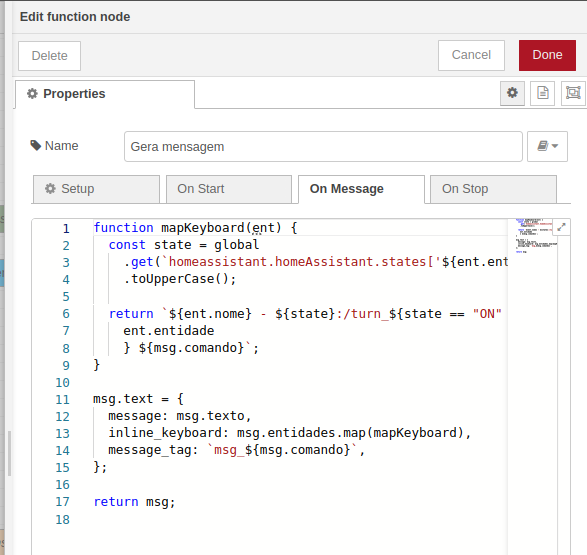 Edit function node
Delete
Cancel
Done
Properties
Name
Gera mensagem
Setup
On Start
On Message
On Stop
1 function mapKeyboard(ent) {
2   const state = global
3     .get(`homeassistant.homeAssistant.states['${ent.ent
4     .toUpperCase();
5
6   return `${ent.nome} - ${state}:/turn_${state == "ON"
7     ent.entidade
8     } ${msg.comando}`;
9 }
10
11 msg.text = {
12   message: msg.texto,
13   inline_keyboard: msg.entidades.map(mapKeyboard),
14   message_tag: `msg_${msg.comando}`,
15 };
16
17 return msg;
18